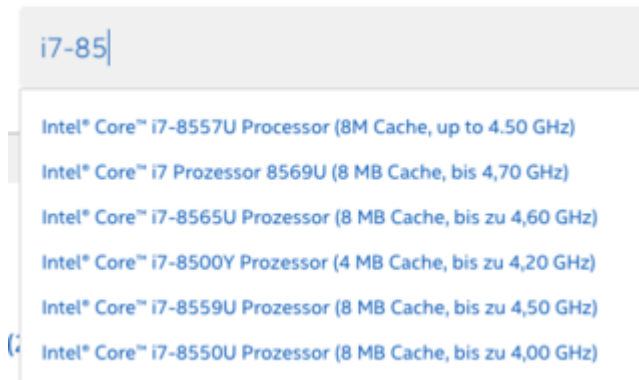 i7-85
Intel® Core™ i7-8557U Processor (8M Cache, up to 4.50 GHz)
Intel® Core™ i7 Prozessor 8569U (8 MB Cache, bis 4,70 GHz)
Intel® Core™ i7-8565U Prozessor (8 MB Cache, bis zu 4,60 GHz)
Intel® Core™ i7-8500Y Prozessor (4 MB Cache, bis zu 4,20 GHz)
Intel® Core™ i7-8559U Prozessor (8 MB Cache, bis zu 4,50 GHz)
Intel® Core™ i7-8550U Prozessor (8 MB Cache, bis zu 4,00 GHz)